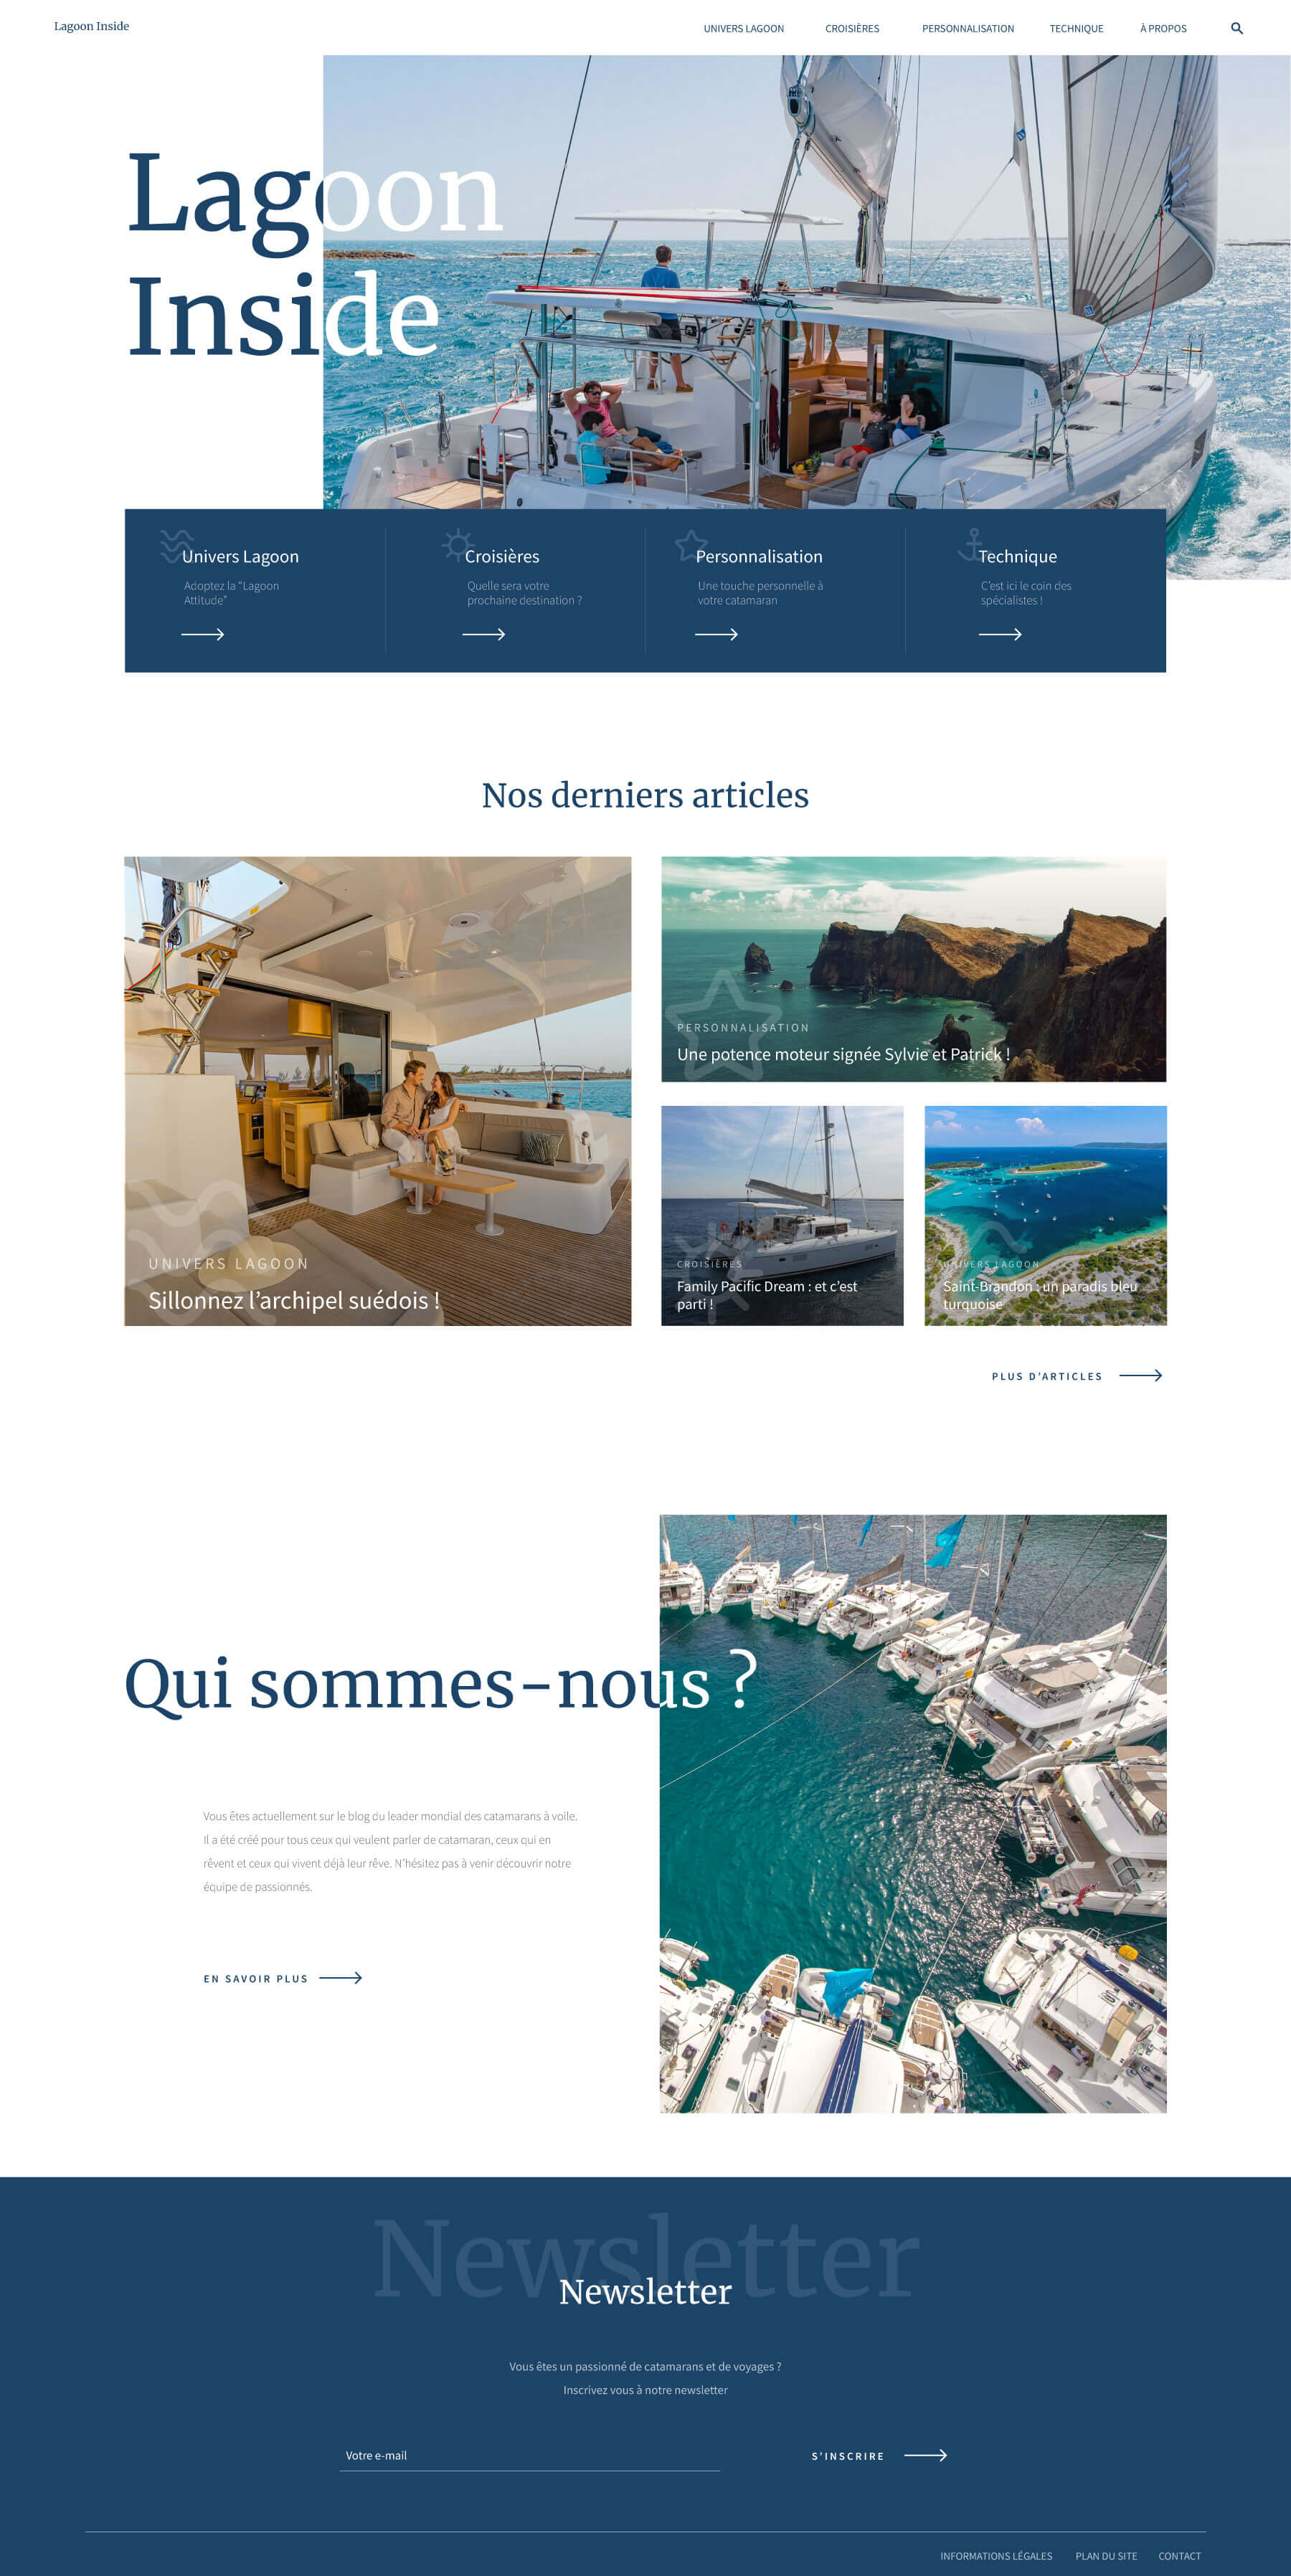 Lagoon Inside
UNIVERS LAGOON
CROISIÈRES
PERSONNALISATION
TECHNIQUE
À PROPOS
Lagoon
Inside
Univers Lagoon
Adoptez la “Lagoon
Attitude”
Croisières
Quelle sera votre
prochaine destination ?
Personnalisation
Une touche personnelle à
votre catamaran
Technique
C’est ici le coin des
spécialistes !
Nos derniers articles
UNIVERS LAGOON
Sillonnez l’archipel suédois !
PERSONNALISATION
Une potence moteur signée Sylvie et Patrick !
CROISIÈRES
Family Pacific Dream : et c’est
parti !
UNIVERS LAGOON
Saint-Brandon : un paradis bleu
turquoise
PLUS D’ARTICLES
Qui sommes-nous ?
Vous êtes actuellement sur le blog du leader mondial des catamarans à voile.
Il a été créé pour tous ceux qui veulent parler de catamaran, ceux qui en
rêvent et ceux qui vivent déjà leur rêve. N’hésitez pas à venir découvrir notre
équipe de passionnés.
EN SAVOIR PLUS
Newsletter
Newsletter
Vous êtes un passionné de catamarans et de voyages ?
Inscrivez vous à notre newsletter
Votre e-mail
S’INSCRIRE
INFORMATIONS LÉGALES
PLAN DU SITE
CONTACT